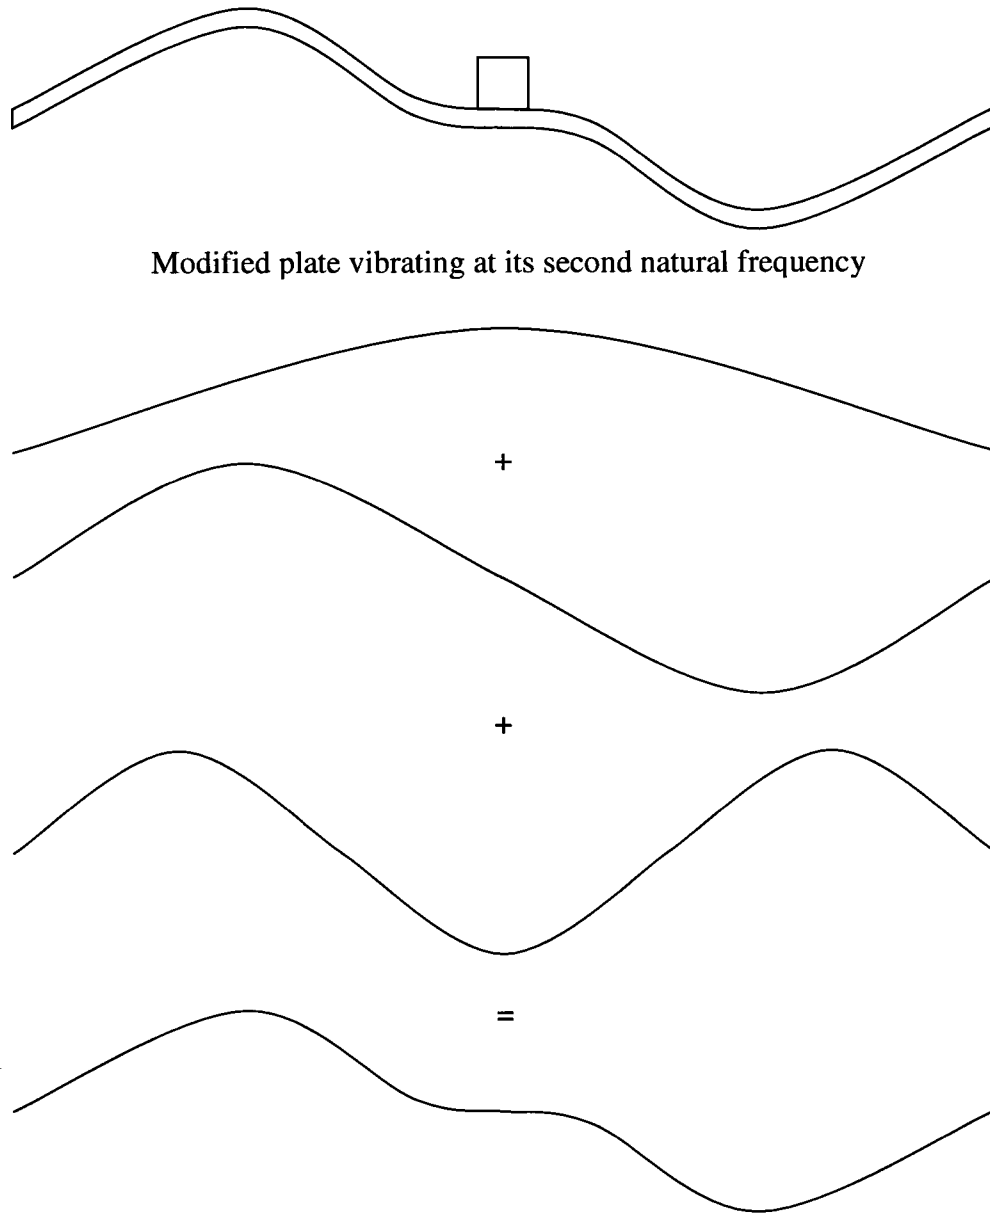 Modified plate vibrating at its second natural frequency
+
+
=